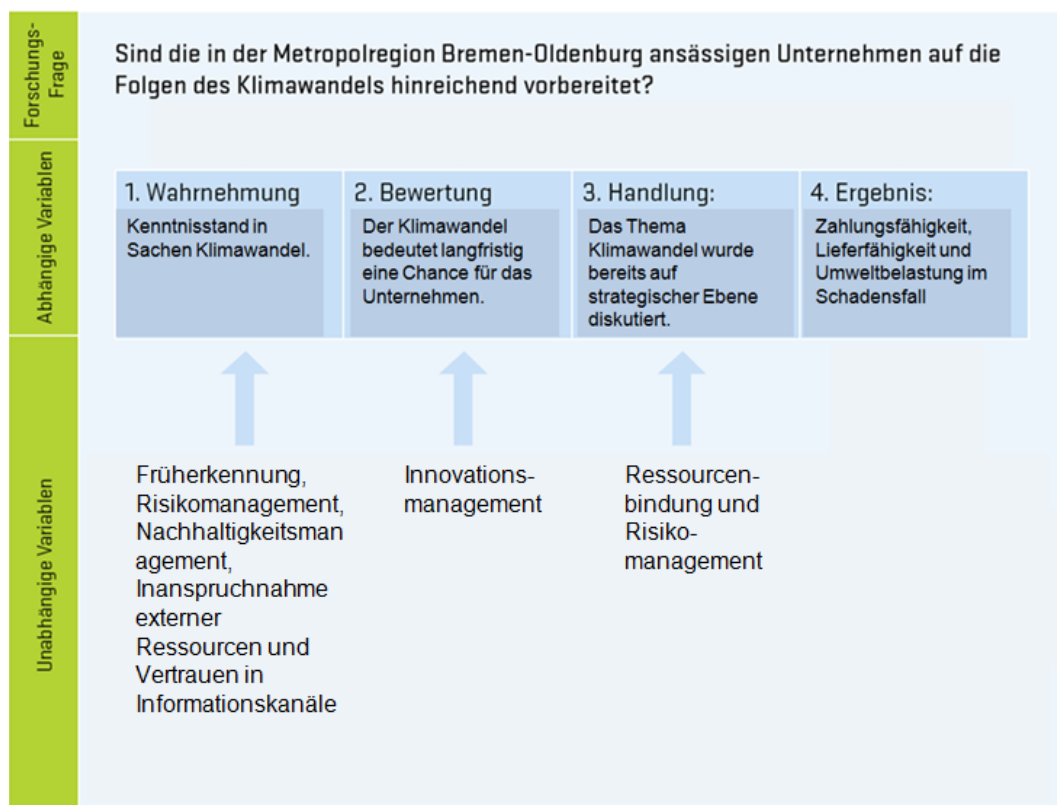 Forschungs-
Frage
Sind die in der Metropolregion Bremen-Oldenburg ansässigen Unternehmen auf die
Folgen des Klimawandels hinreichend vorbereitet?
Abhängige Variablen
1. Wahrnehmung
Kenntnisstand in
Sachen Klimawandel.
2. Bewertung
Der Klimawandel
bedeutet langfristig
eine Chance für das
Unternehmen.
3. Handlung:
Das Thema
Klimawandel wurde
bereits auf
strategischer Ebene
diskutiert.
4. Ergebnis:
Zahlungsfähigkeit,
Lieferfähigkeit und
Umweltbelastung im
Schadensfall
Unabhängige Variablen
Früherkennung,
Risikomanagement,
Nachhaltigkeitsman
agement,
Inanspruchnahme
externer
Ressourcen und
Vertrauen in
Informationskanäle
Innovations-
management
Ressourcen-
bindung und
Risiko-
management